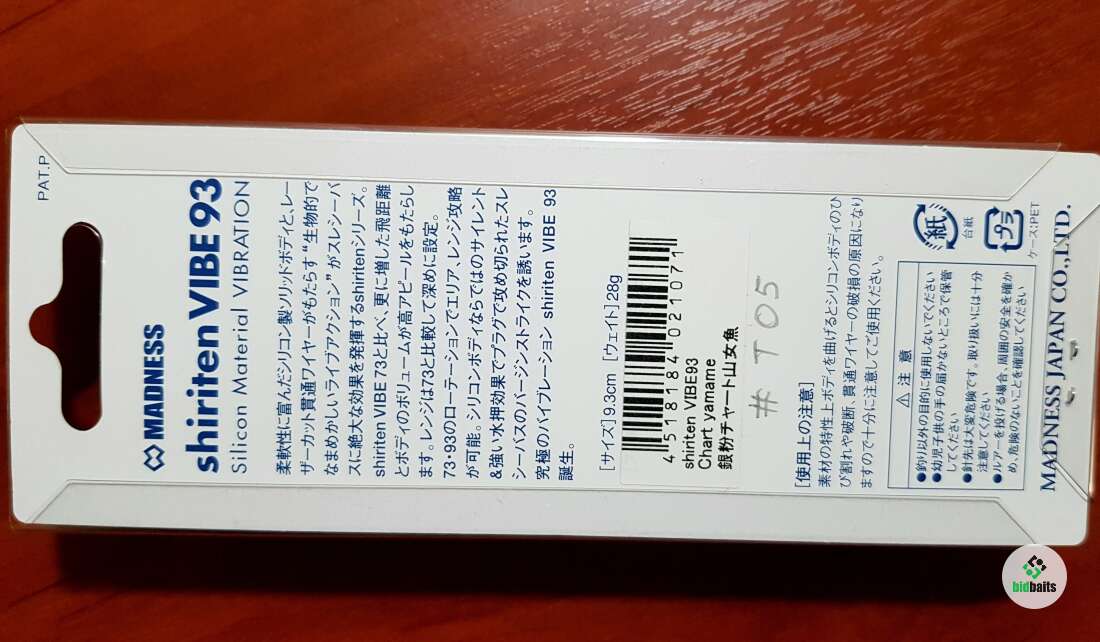 PAT.P
MADNESS
shiriten VIBE 93
Silicon Material VIBRATION
柔軟性に富んだシリコン製ソリッドボディと、レー
ザーカット貫通ワイヤーがもたらす“生物的で
なまめかしいライブアクション”がスレシーバ
スに絶大な効果を発揮するshiritenシリーズ。
shiriten VIBE 73と比べ、更に増した飛距離
とボディのボリュームが高アピールをもたらし
ます。レンジは73と比較して深めに設定。
73・93のローテーションでエリア、レンジ攻略
が可能。シリコンボディならではのサイレント
&強い水押効果でプラグで攻め切られたスレ
シーバスのバージンストライクを誘います。
究極のバイブレーション shiriten VIBE 93
誕生。
[サイズ]9.3cm [ウェイト]28g
4 518184 021071
shiriten VIBE93
Chart yamame
銀粉チャート山女魚
# T 05
[使用上の注意]
素材の特性上ボディを曲げるとシリコンボディのひ
び割れや破断、貫通ワイヤーの破損の原因になり
ますので十分に注意してご使用ください。
⚠ 注 意
●釣り以外の目的に使用しないでください
●幼児子供の手の届かないところで保管
してください
●針先は大変危険です。取り扱いには十分
注意してください
●ルアーを投げる場合、周囲の安全を確か
め、危険のないことを確認してください
紙
台紙
プラ
ケース:PET
MADNESS JAPAN CO.,LTD.
bidbaits